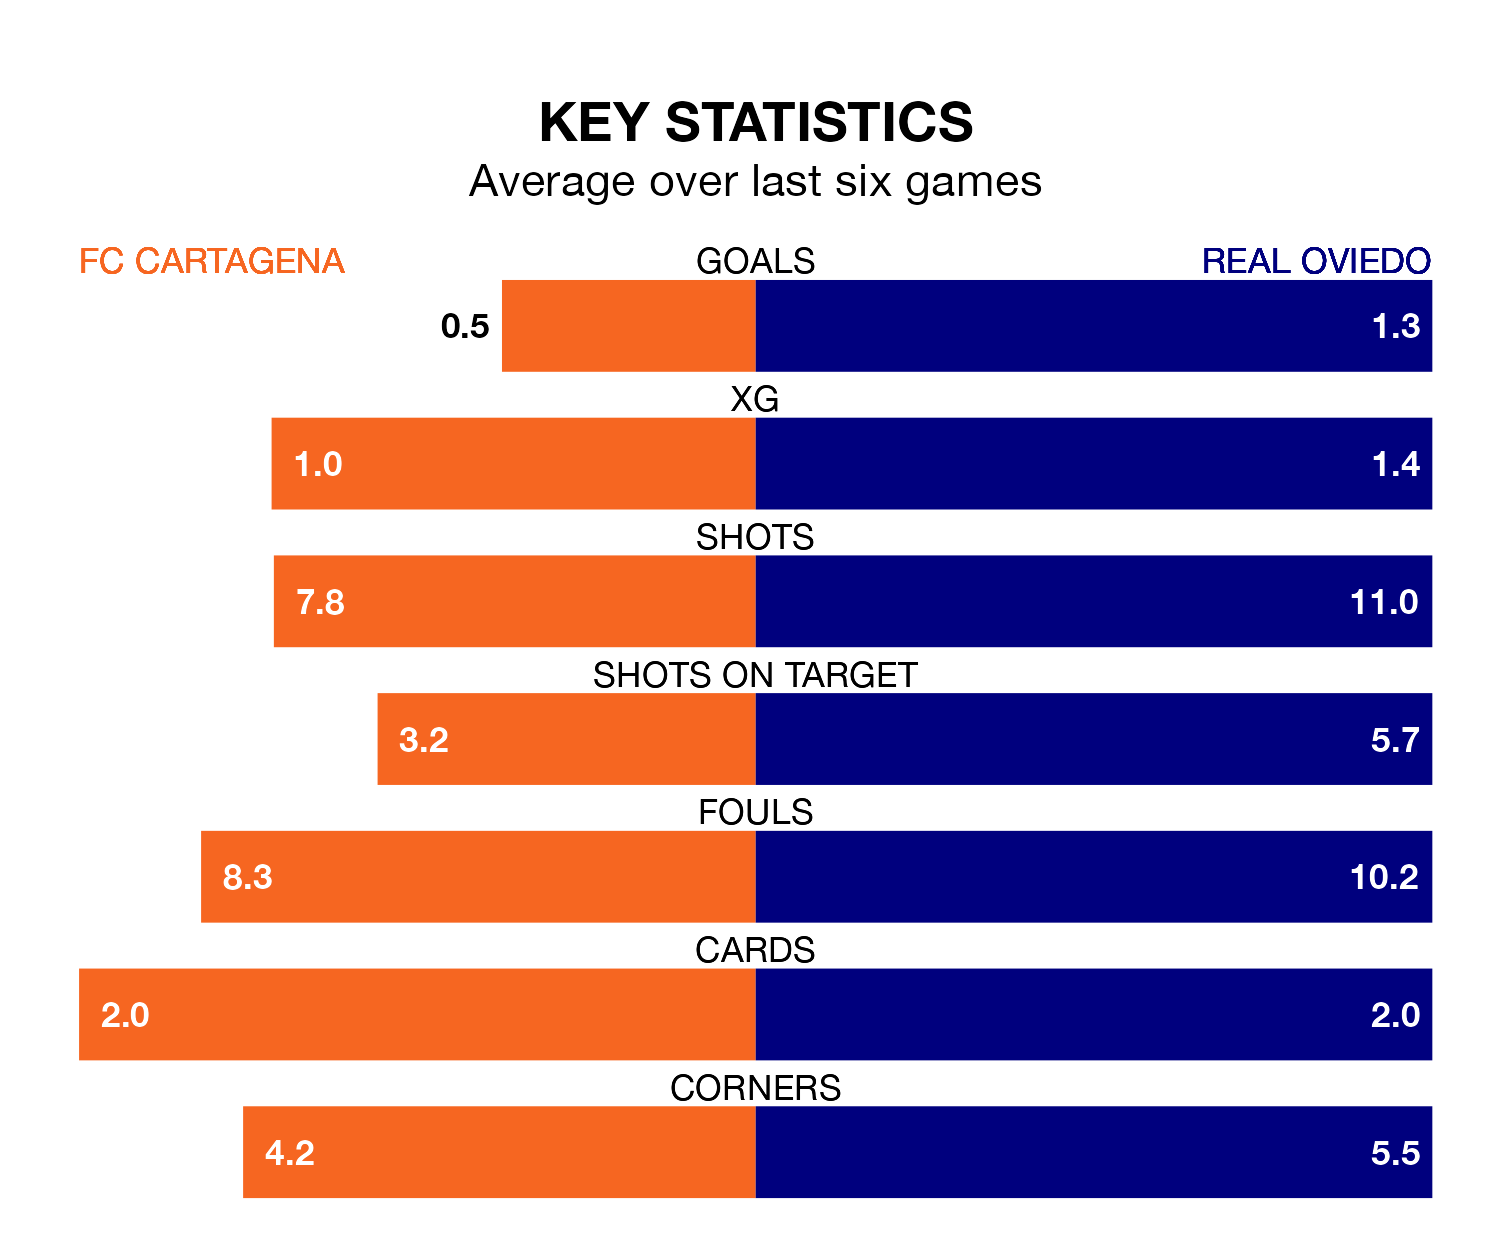 KEY STATISTICS
Average over last six games
FC CARTAGENA GOALS REAL OVIEDO
0.5 1.3
XG
1.0 1.4
SHOTS
7.8 11.0
SHOTS ON TARGET
3.2 5.7
FOULS
8.3 10.2
CARDS
2.0 2.0
CORNERS
4.2 5.5